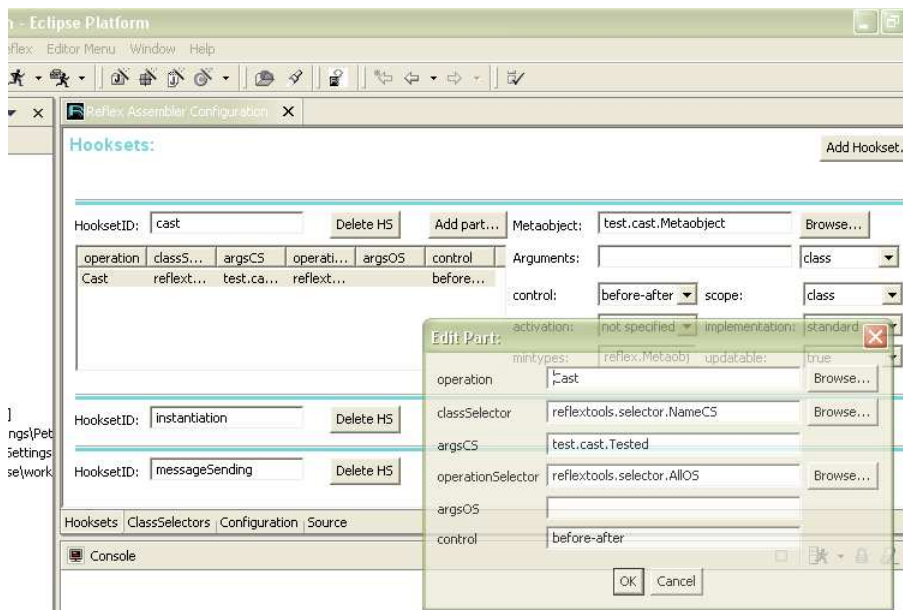 n - Eclipse Platform
eflex Editor Menu Window Help
Reflex Assembler Configuration
Hooksets:
Add Hookset.
HooksetID: cast Delete HS Add part... Metaobject: test.cast.Metaobject Browse...
operation classS... argsCS operati... argsOS control Arguments: class
Cast reflext... test.ca... reflext... before...
control: before-after scope: class
activation: not specified implementation: standard
mintypes: reflex.Metaobj updatable: true
Edit Part:
operation Cast Browse...
classSelector reflextools.selector.NameCS Browse...
argsCS test.cast.Tested
operationSelector reflextools.selector.AllOS Browse...
argsOS
control before-after
OK Cancel
HooksetID: instantiation Delete HS
HooksetID: messageSending Delete HS
]
ngs\Pet
Settings
se\work
Hooksets ClassSelectors Configuration Source
Console